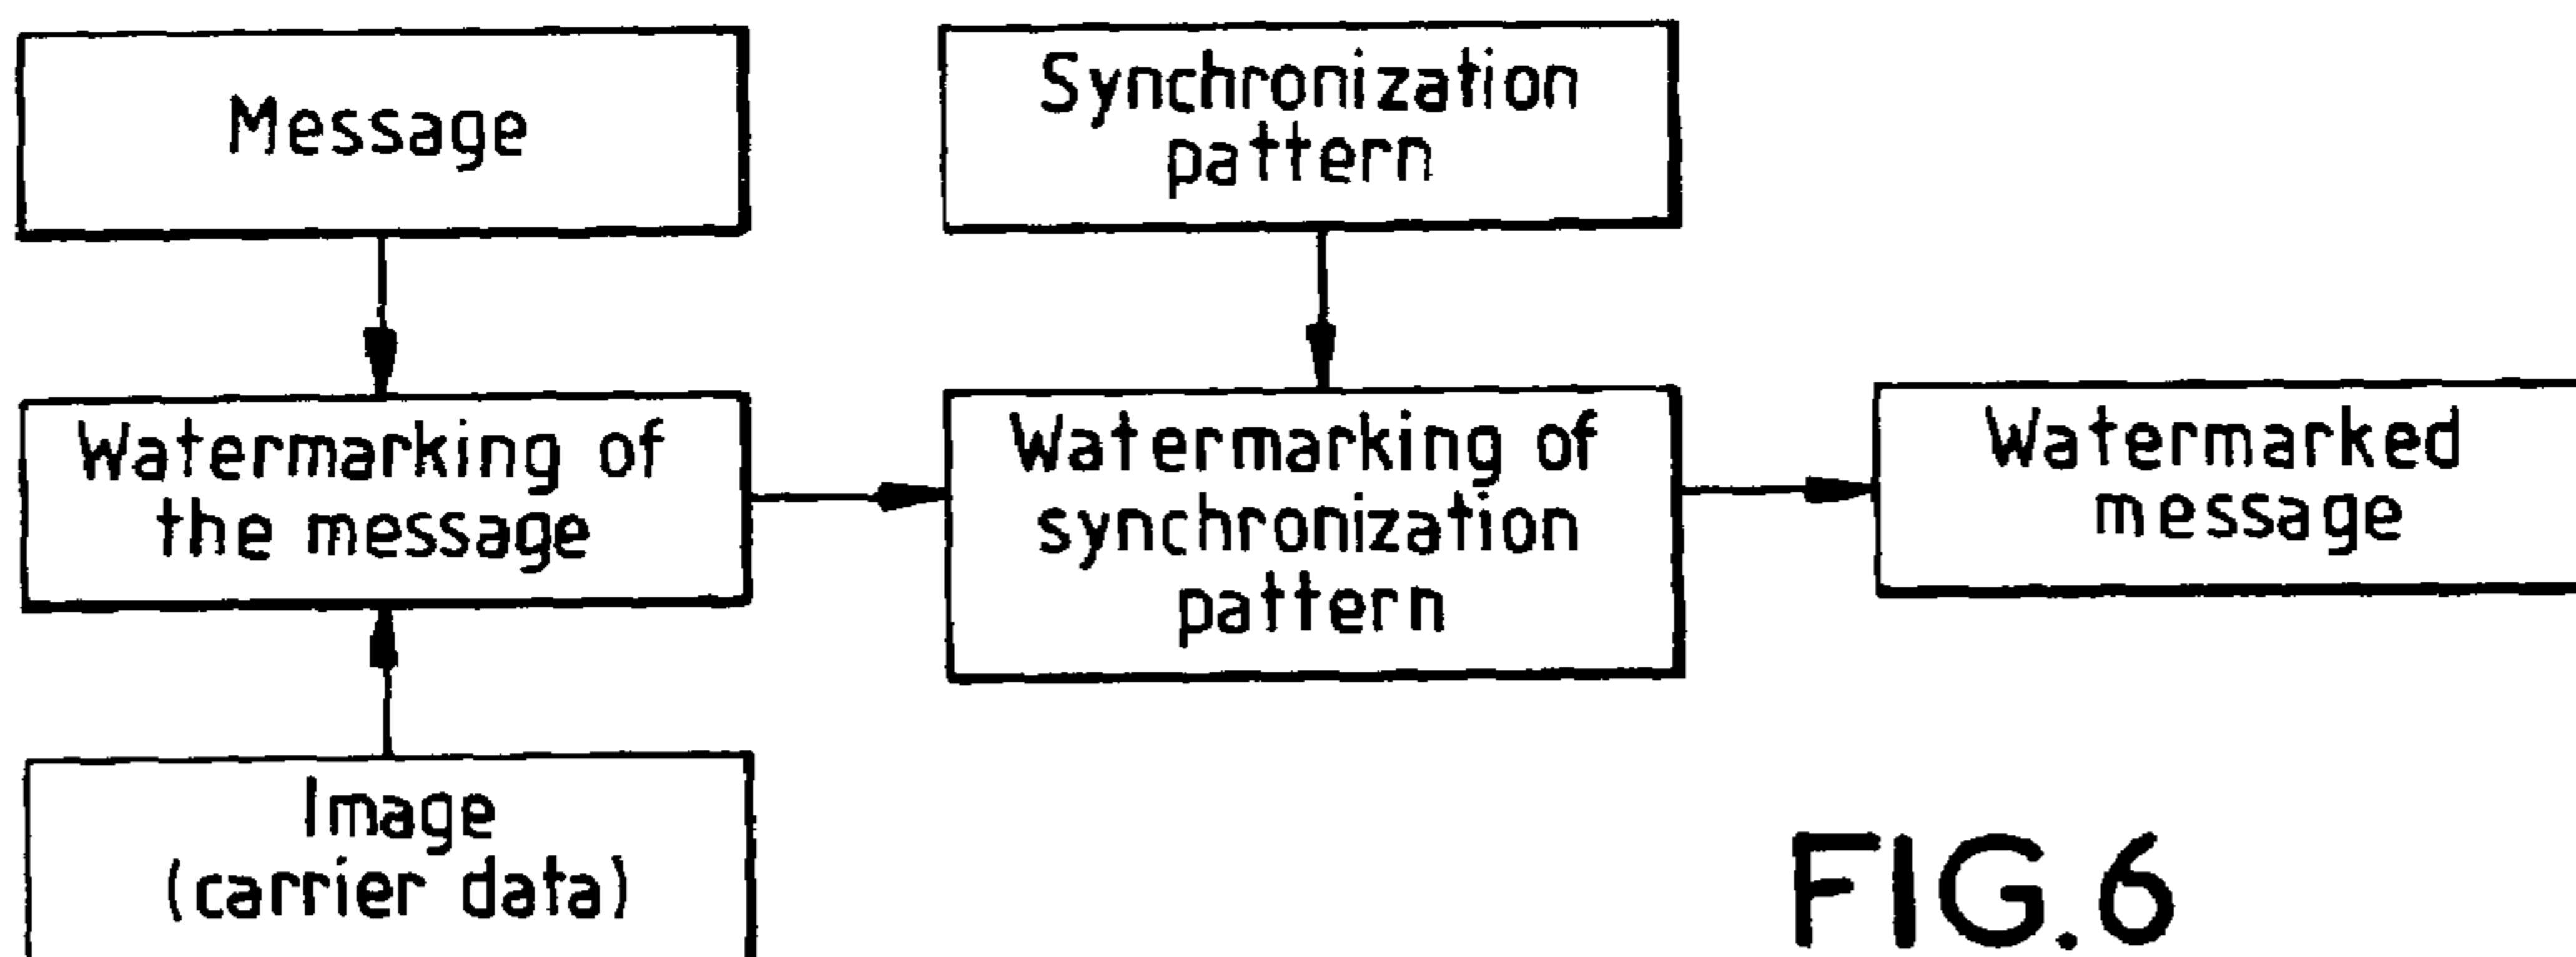 Message
Synchronization
pattern
Watermarking of
the message
Watermarking of
synchronization
pattern
Watermarked
message
Image
(carrier data)
FIG.6